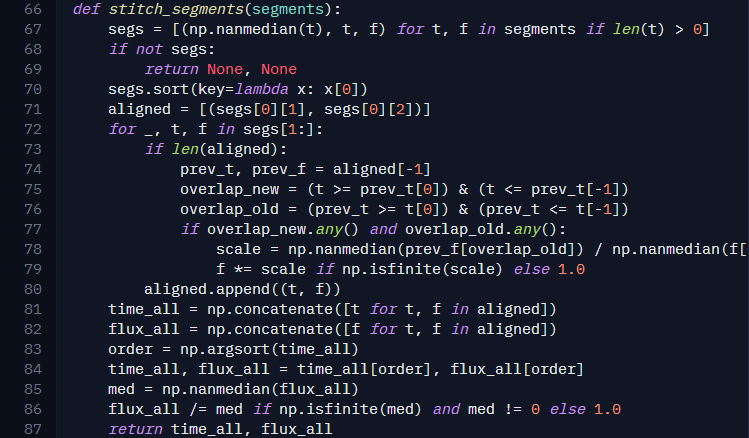 66 def stitch_segments(segments):
67     segs = [(np.nanmedian(t), t, f) for t, f in segments if len(t) > 0]
68     if not segs:
69         return None, None
70     segs.sort(key=lambda x: x[0])
71     aligned = [(segs[0][1], segs[0][2])]
72     for _, t, f in segs[1:]:
73         if len(aligned):
74             prev_t, prev_f = aligned[-1]
75             overlap_new = (t >= prev_t[0]) & (t <= prev_t[-1])
76             overlap_old = (prev_t >= t[0]) & (prev_t <= t[-1])
77             if overlap_new.any() and overlap_old.any():
78                 scale = np.nanmedian(prev_f[overlap_old]) / np.nanmedian(f[
79                 f *= scale if np.isfinite(scale) else 1.0
80         aligned.append((t, f))
81     time_all = np.concatenate([t for t, f in aligned])
82     flux_all = np.concatenate([f for t, f in aligned])
83     order = np.argsort(time_all)
84     time_all, flux_all = time_all[order], flux_all[order]
85     med = np.nanmedian(flux_all)
86     flux_all /= med if np.isfinite(med) and med != 0 else 1.0
87     return time_all, flux_all